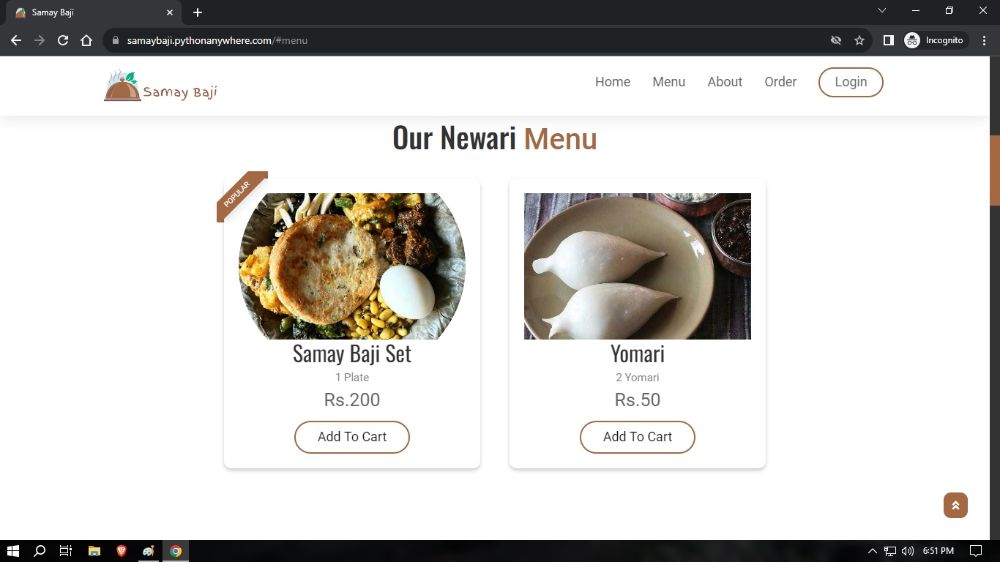 Samay Baji
samaybaji.pythonanywhere.com/#menu
Incognito
Samay Baji
Home
Menu
About
Order
Login
Our Newari Menu
POPULAR
Samay Baji Set
1 Plate
Rs.200
Add To Cart
Yomari
2 Yomari
Rs.50
Add To Cart
6:51 PM